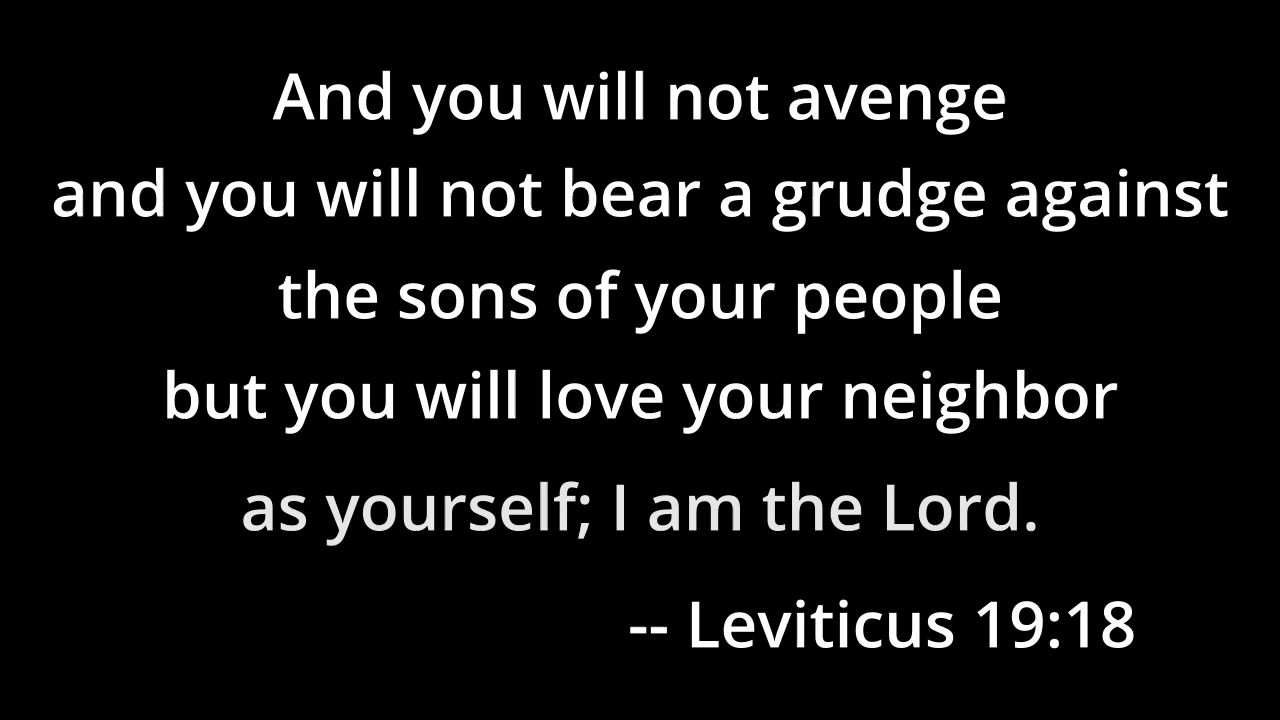 And you will not avenge
and you will not bear a grudge against
the sons of your people
but you will love your neighbor
as yourself; I am the Lord.
-- Leviticus 19:18